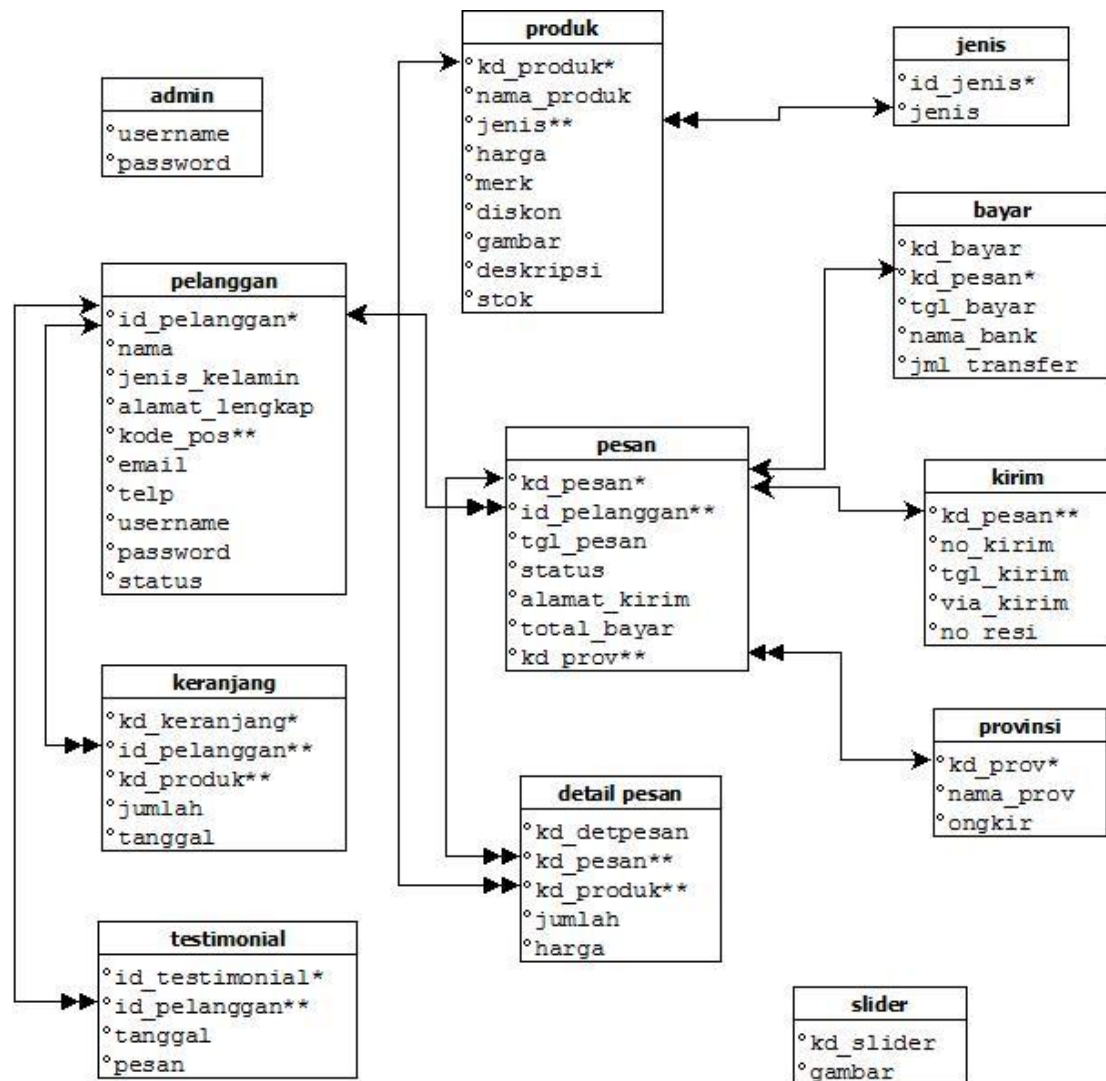 produk
kd_produk*
nama_produk
jenis**
harga
merk
diskon
gambar
deskripsi
stok
jenis
id_jenis*
jenis
admin
username
password
bayar
kd_bayar
kd_pesan*
tgl_bayar
nama_bank
jml_transfer
pelanggan
id_pelanggan*
nama
jenis_kelamin
alamat_lengkap
kode_pos**
email
telp
username
password
status
pesan
kd_pesan*
id_pelanggan**
tgl_pesan
status
alamat_kirim
total_bayar
kd_prov**
kirim
kd_pesan**
no_kirim
tgl_kirim
via_kirim
no_resi
keranjang
kd_keranjang*
id_pelanggan**
kd_produk**
jumlah
tanggal
provinsi
kd_prov*
nama_prov
ongkir
detail pesan
kd_detpesan
kd_pesan**
kd_produk**
jumlah
harga
testimonial
id_testimonial*
id_pelanggan**
tanggal
pesan
slider
kd_slider
gambar